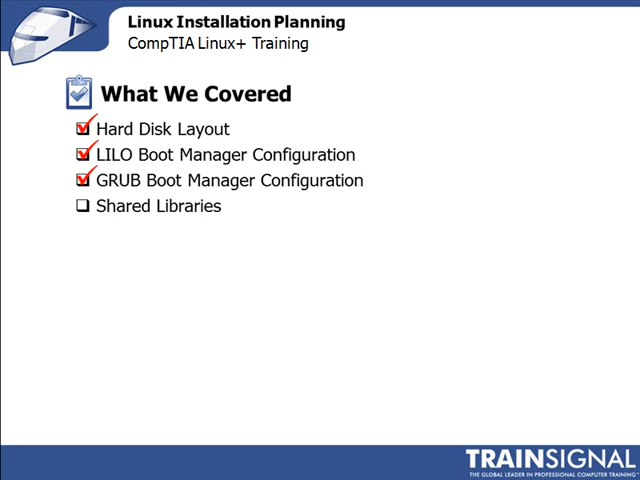 Linux Installation Planning
CompTIA Linux+ Training
What We Covered
Hard Disk Layout
LILO Boot Manager Configuration
GRUB Boot Manager Configuration
Shared Libraries
TRAINSIGNAL
THE GLOBAL LEADER IN PROFESSIONAL COMPUTER TRAINING